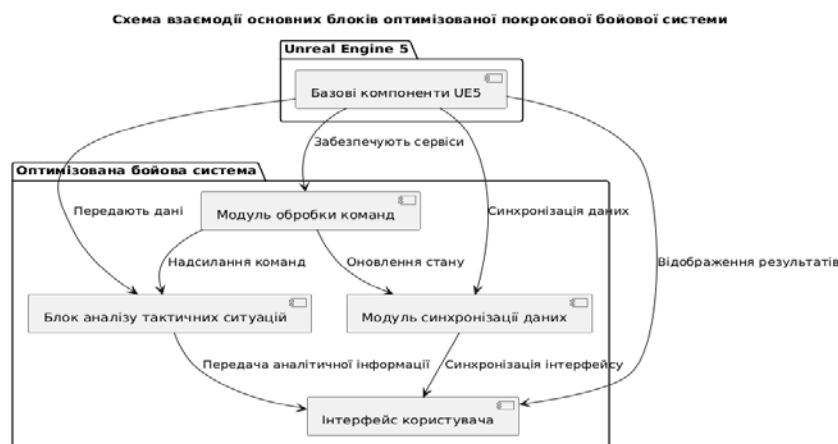 Схема взаємодії основних блоків оптимізованої покрокової бойової системи
Unreal Engine 5
Базові компоненти UE5
Забезпечують сервіси
Оптимізована бойова система
Передають дані
Модуль обробки команд
Синхронізація даних
Надсилання команд
Оновлення стану
Відображення результатів
Блок аналізу тактичних ситуацій
Модуль синхронізації даних
Передача аналітичної інформації
Синхронізація інтерфейсу
Інтерфейс користувача